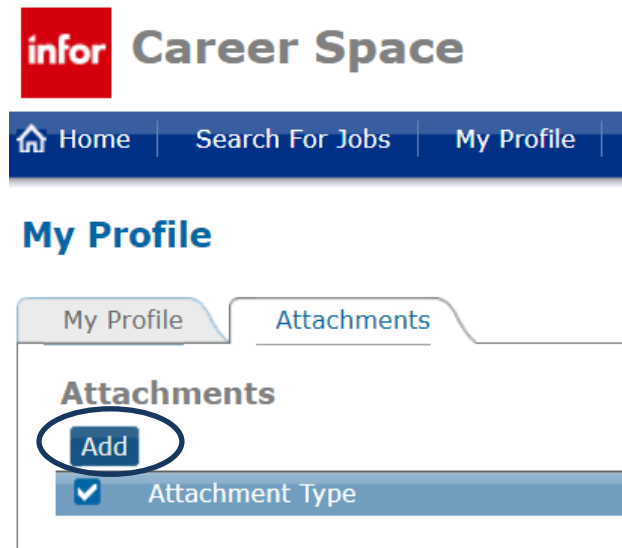 infor Career Space
Home Search For Jobs My Profile
My Profile
My Profile Attachments
Attachments
Add
Attachment Type